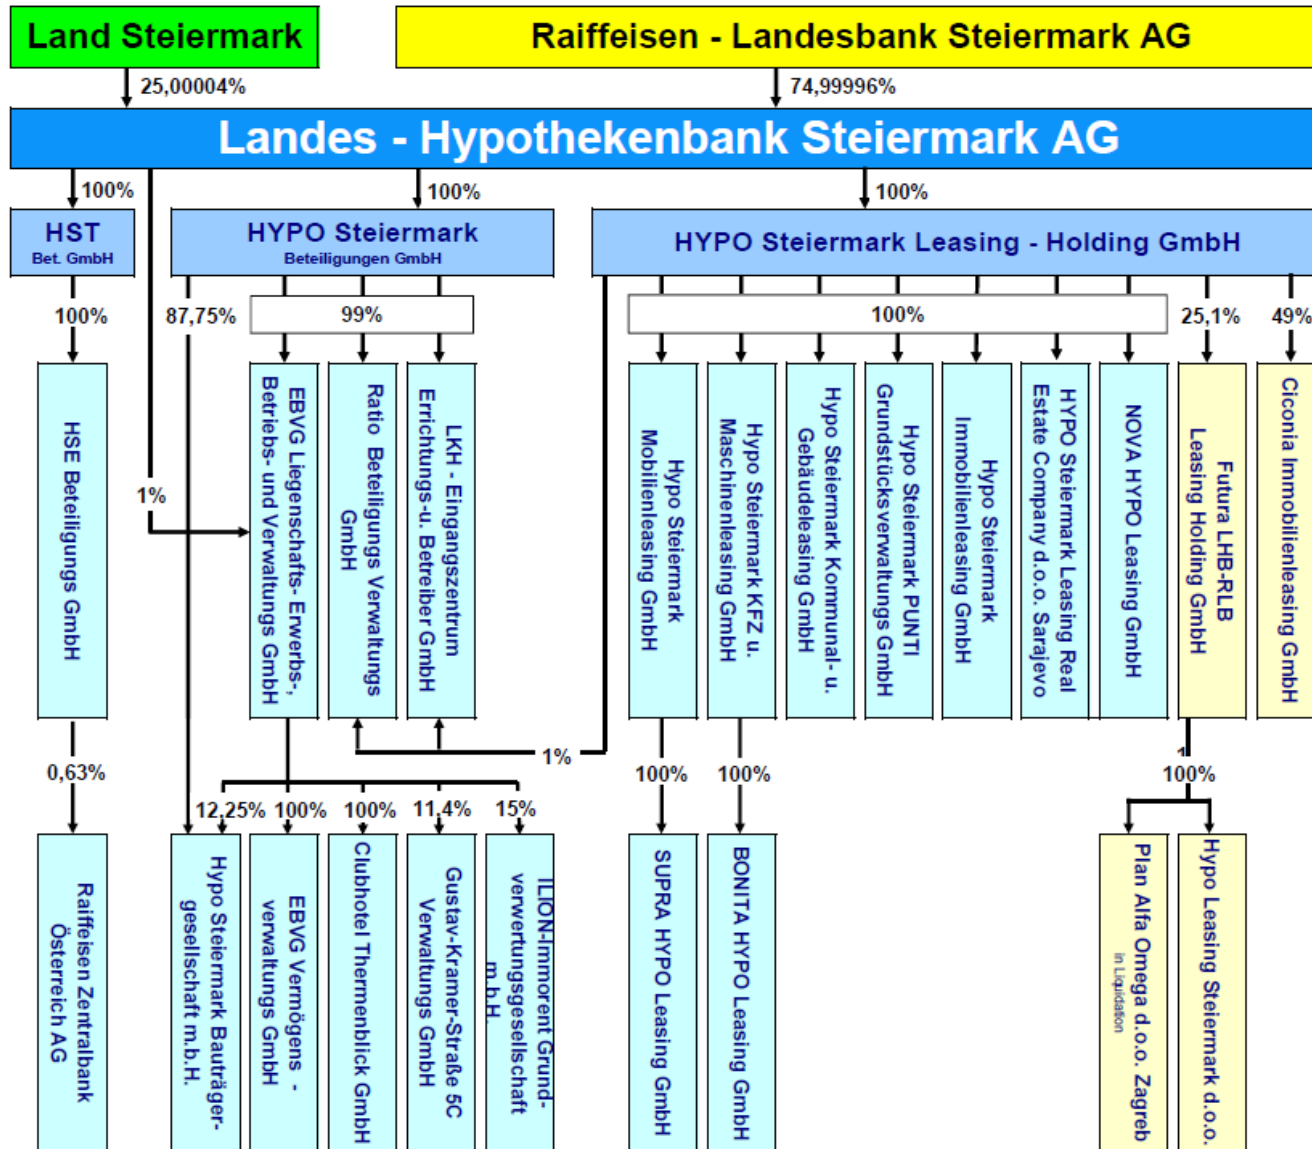 Land Steiermark
Raiffeisen - Landesbank Steiermark AG
25,00004%
74,99996%
Landes - Hypothekenbank Steiermark AG
100%
100%
100%
HST
Bet. GmbH
HYPO Steiermark
Beteiligungen GmbH
HYPO Steiermark Leasing - Holding GmbH
100%
87,75%
99%
100%
25,1%
49%
HSE Beteiligungs GmbH
EBVG Liegenschafts- Erwerbs-,
Betriebs- und Verwaltungs GmbH
Ratio Beteiligungs Verwaltungs
GmbH
LKH - Eingangszentrum
Errichtungs-u. Betreiber GmbH
Hypo Steiermark
Mobilienleasing GmbH
Hypo Steiermark KFZ u.
Maschinenleasing GmbH
Hypo Steiermark Kommunal- u.
Gebäudeleasing GmbH
Hypo Steiermark PUNTI
Grundstücksverwaltungs GmbH
Hypo Steiermark
Immobilienleasing GmbH
HYPO Steiermark Leasing Real
Estate Company d.o.o. Sarajevo
NOVA HYPO Leasing GmbH
Futura LHB-RLB
Leasing Holding GmbH
Ciconia Immobilienleasing GmbH
1%
1%
0,63%
100%
100%
100%
12,25%
100%
100%
11,4%
15%
Raiffeisen Zentralbank
Österreich AG
Hypo Steiermark Bauträger-
gesellschaft m.b.H.
EBVG Vermögens -
verwaltungs GmbH
Clubhotel Thermenblick GmbH
Gustav-Kramer-Straße 5C
Verwaltungs GmbH
ILION-Immorent Grund-
verwertungsgesellschaft
m.b.H.
SUPRA HYPO Leasing GmbH
BONITA HYPO Leasing GmbH
Plan Alfa Omega d.o.o. Zagreb
in Liquidation
Hypo Leasing Steiermark d.o.o.